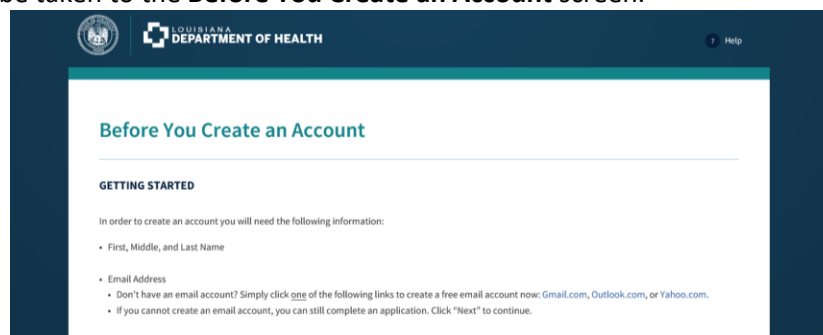 be taken to the Before You Create an Account screen.
LOUISIANA
DEPARTMENT OF HEALTH
? Help
Before You Create an Account
GETTING STARTED
In order to create an account you will need the following information:
• First, Middle, and Last Name
• Email Address
• Don't have an email account? Simply click one of the following links to create a free email account now: Gmail.com, Outlook.com, or Yahoo.com.
• If you cannot create an email account, you can still complete an application. Click "Next" to continue.